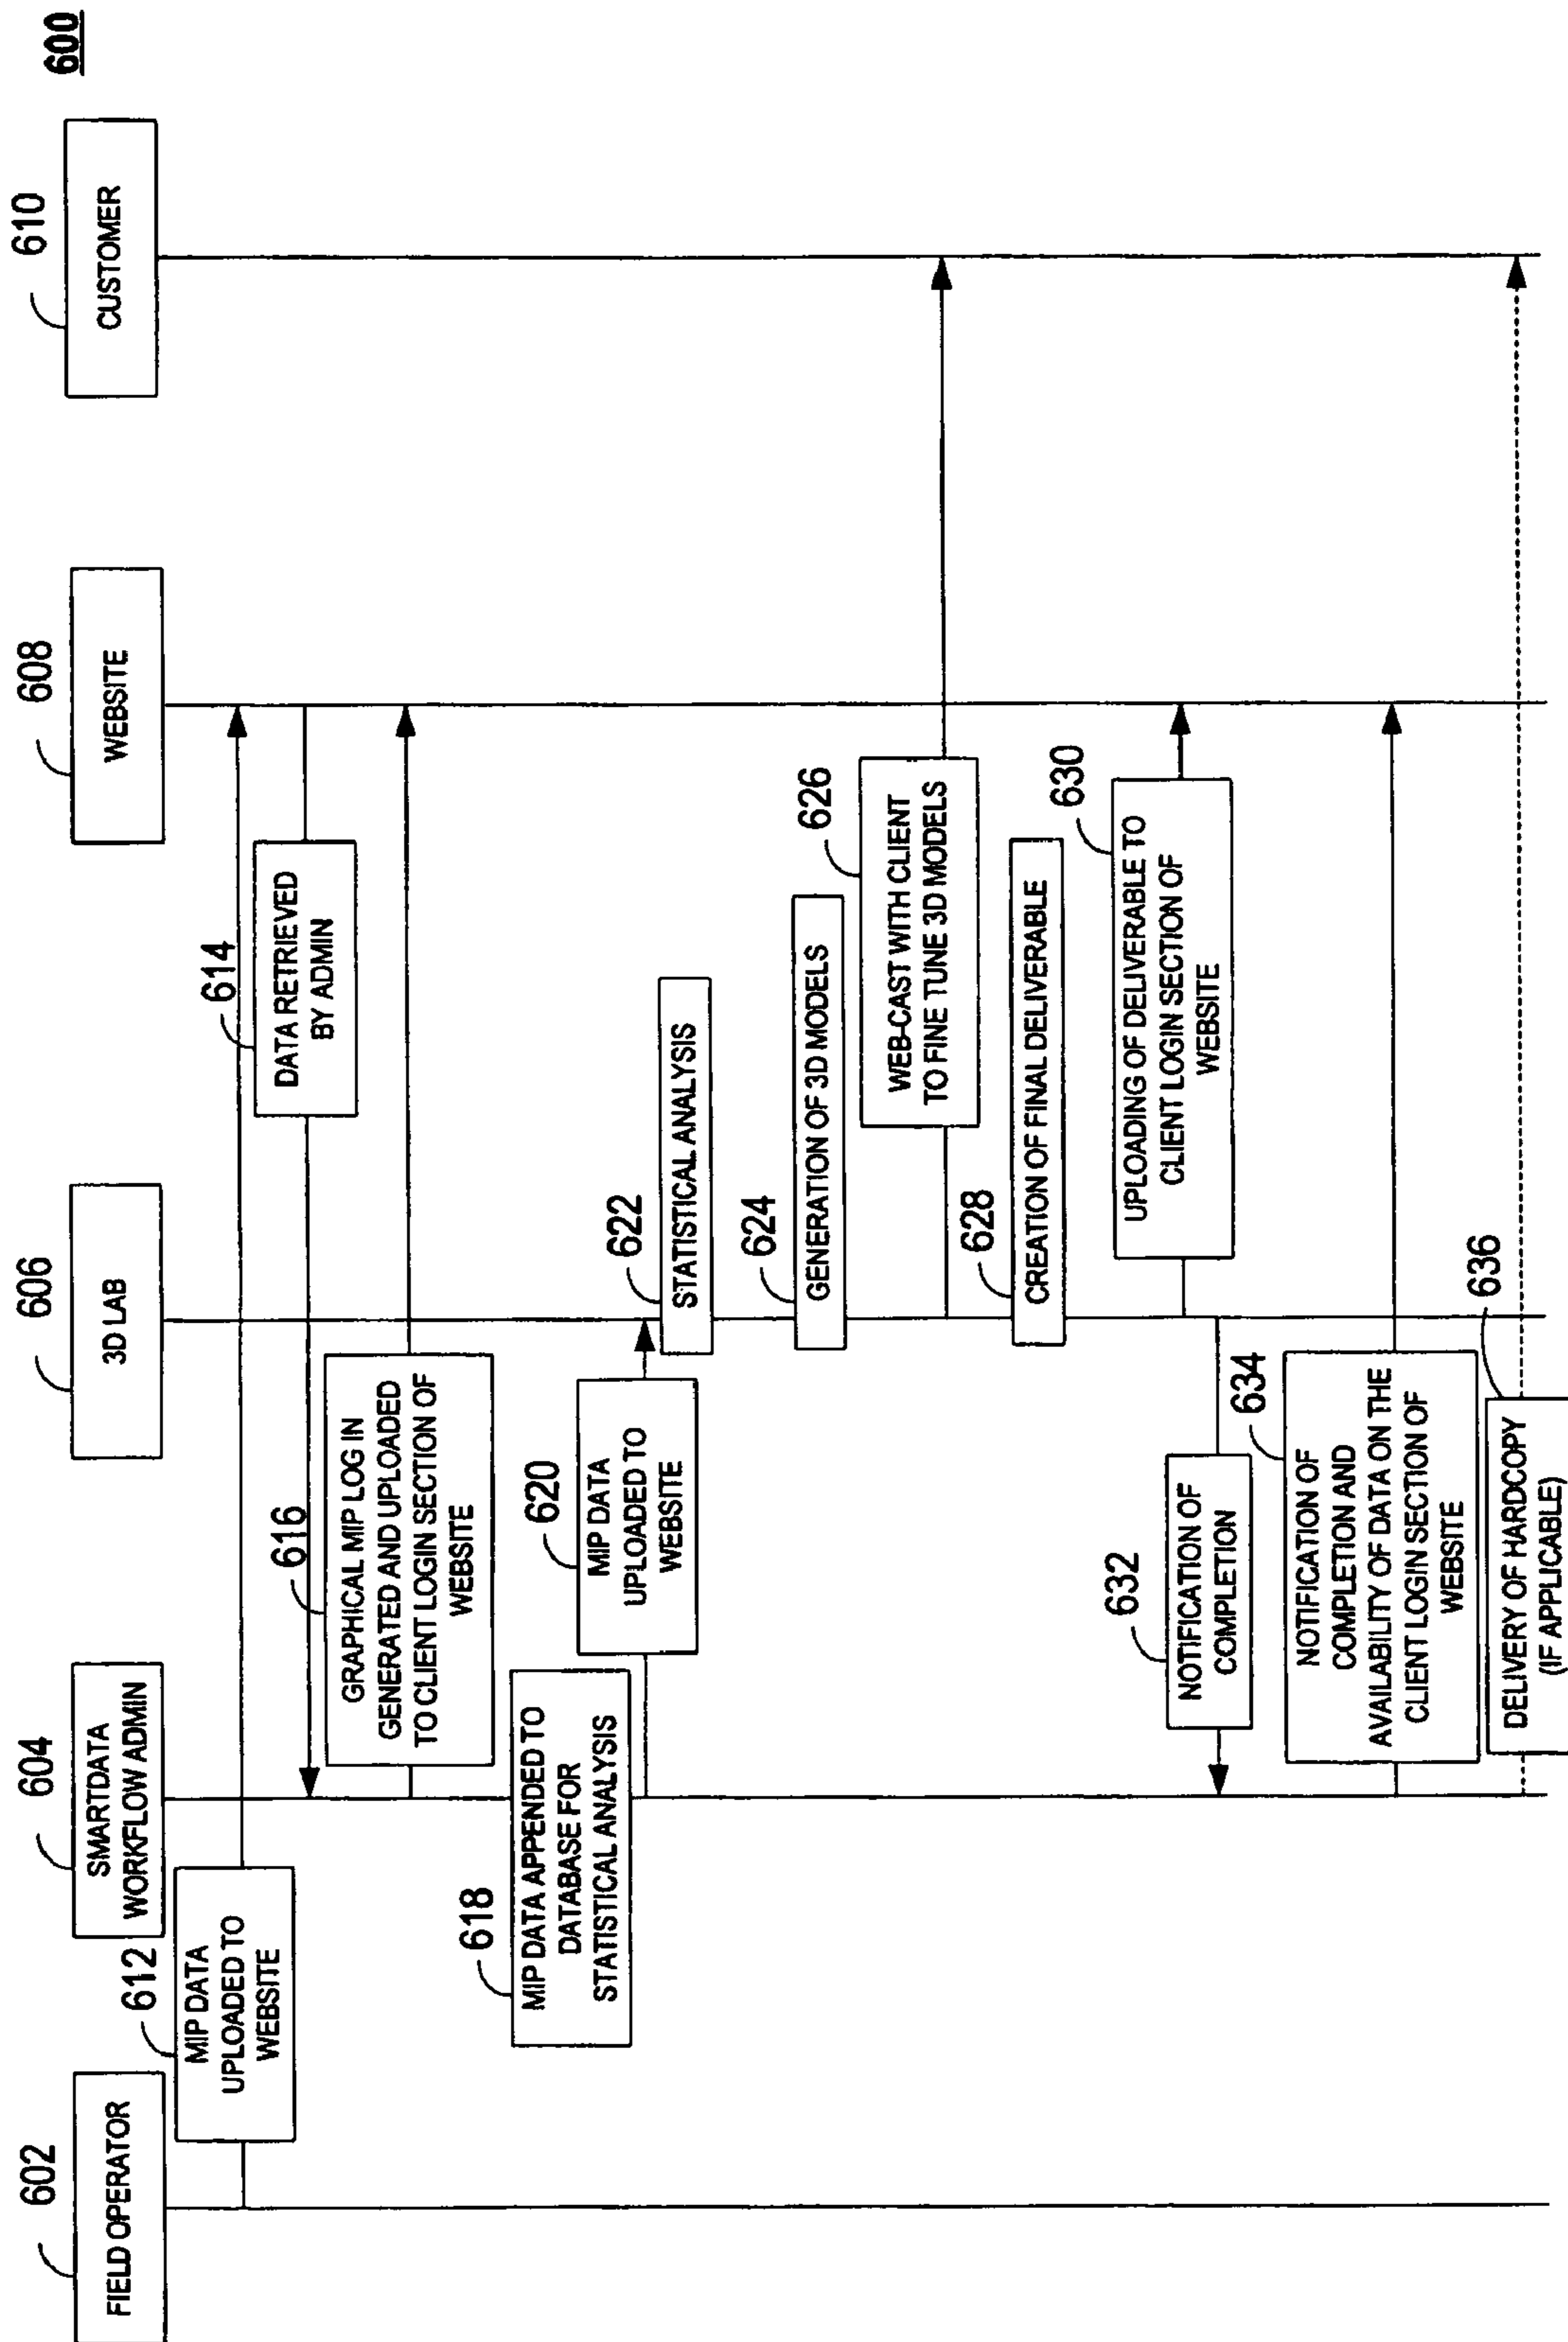 600
602
FIELD OPERATOR
604
SMARTDATA
WORKFLOW ADMIN
606
3D LAB
608
WEBSITE
610
CUSTOMER
612
MIP DATA
UPLOADED TO
WEBSITE
614
DATA RETRIEVED
BY ADMIN
616
GRAPHICAL MIP LOG IN
GENERATED AND UPLOADED
TO CLIENT LOGIN SECTION OF
WEBSITE
618
MIP DATA APPENDED TO
DATABASE FOR
STATISTICAL ANALYSIS
620
MIP DATA
UPLOADED TO
WEBSITE
622
STATISTICAL ANALYSIS
624
GENERATION OF 3D MODELS
626
WEB-CAST WITH CLIENT
TO FINE TUNE 3D MODELS
628
CREATION OF FINAL DELIVERABLE
630
UPLOADING OF DELIVERABLE TO
CLIENT LOGIN SECTION OF
WEBSITE
632
NOTIFICATION OF
COMPLETION
634
NOTIFICATION OF
COMPLETION AND
AVAILABILITY OF DATA ON THE
CLIENT LOGIN SECTION OF
WEBSITE
636
DELIVERY OF HARDCOPY
(IF APPLICABLE)